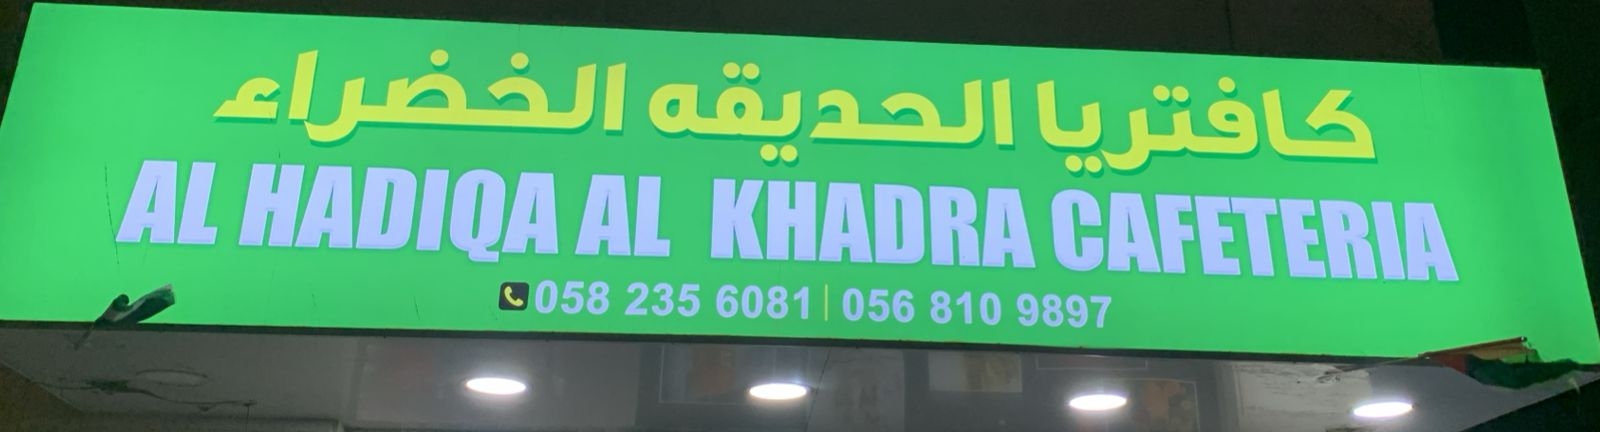 كافتريا الحديقه الخضراء
AL HADIQA AL KHADRA CAFETERIA
058 235 6081 | 056 810 9897